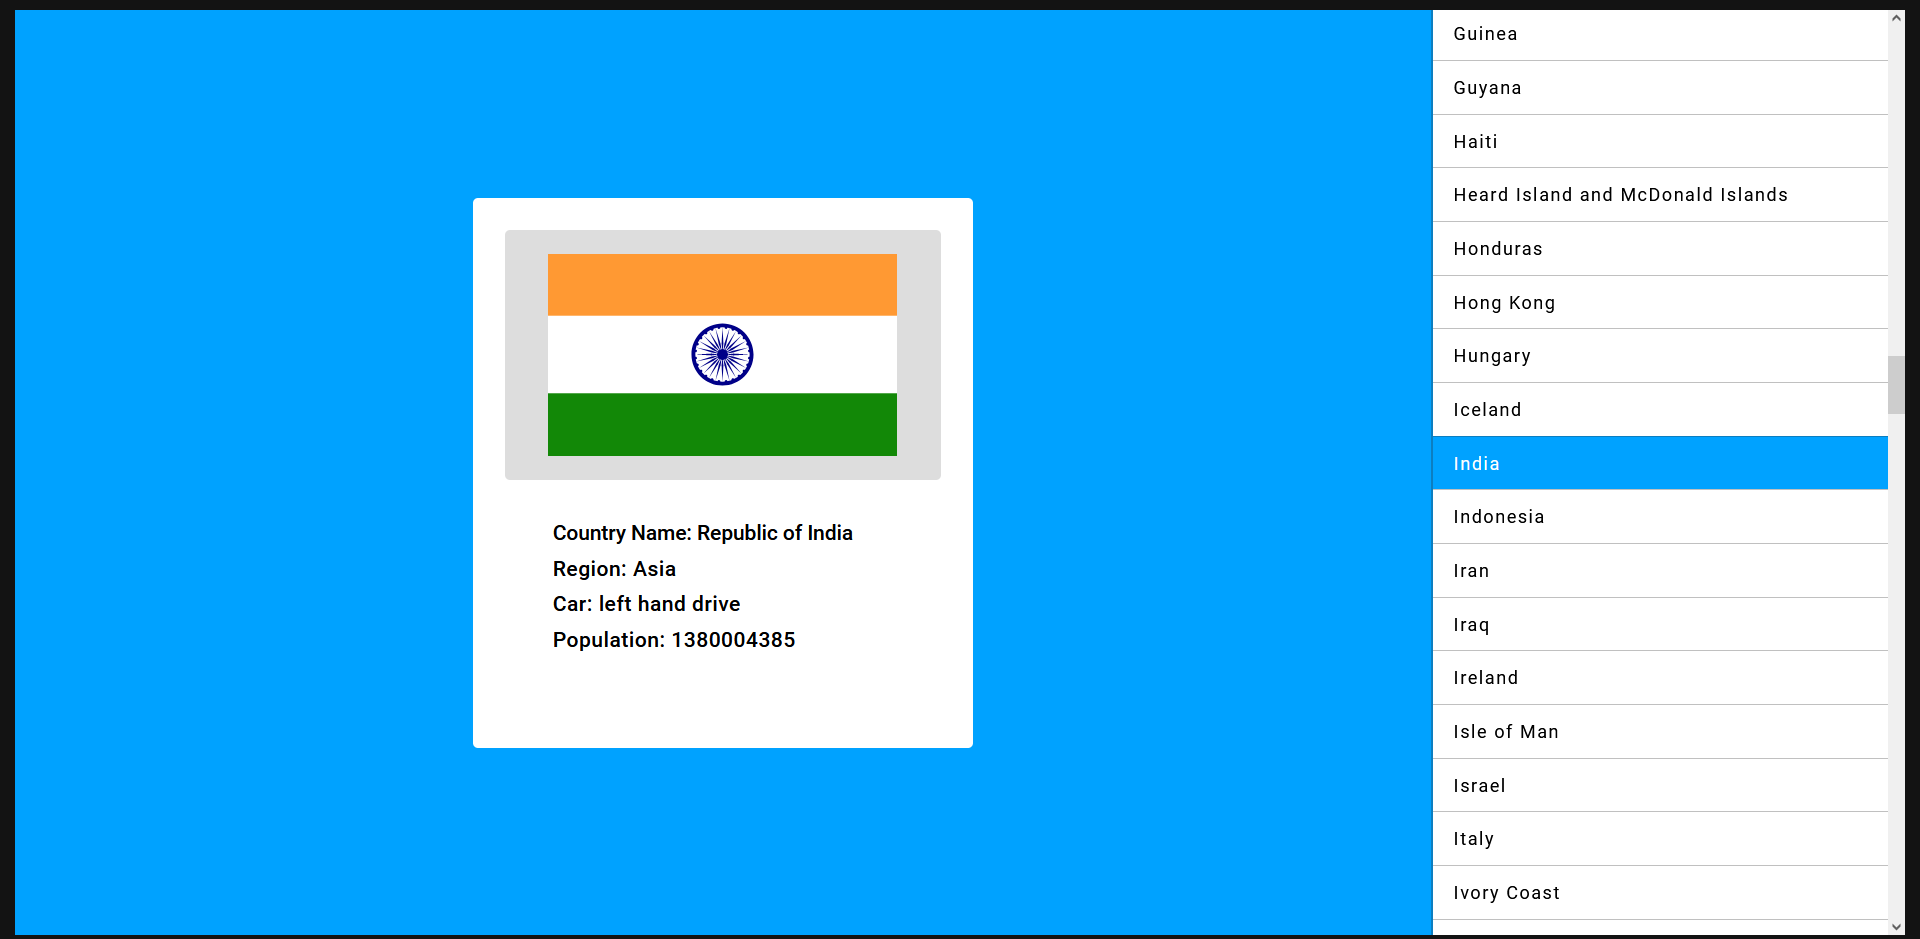 Country Name: Republic of India
Region: Asia
Car: left hand drive
Population: 1380004385
Guinea
Guyana
Haiti
Heard Island and McDonald Islands
Honduras
Hong Kong
Hungary
Iceland
India
Indonesia
Iran
Iraq
Ireland
Isle of Man
Israel
Italy
Ivory Coast